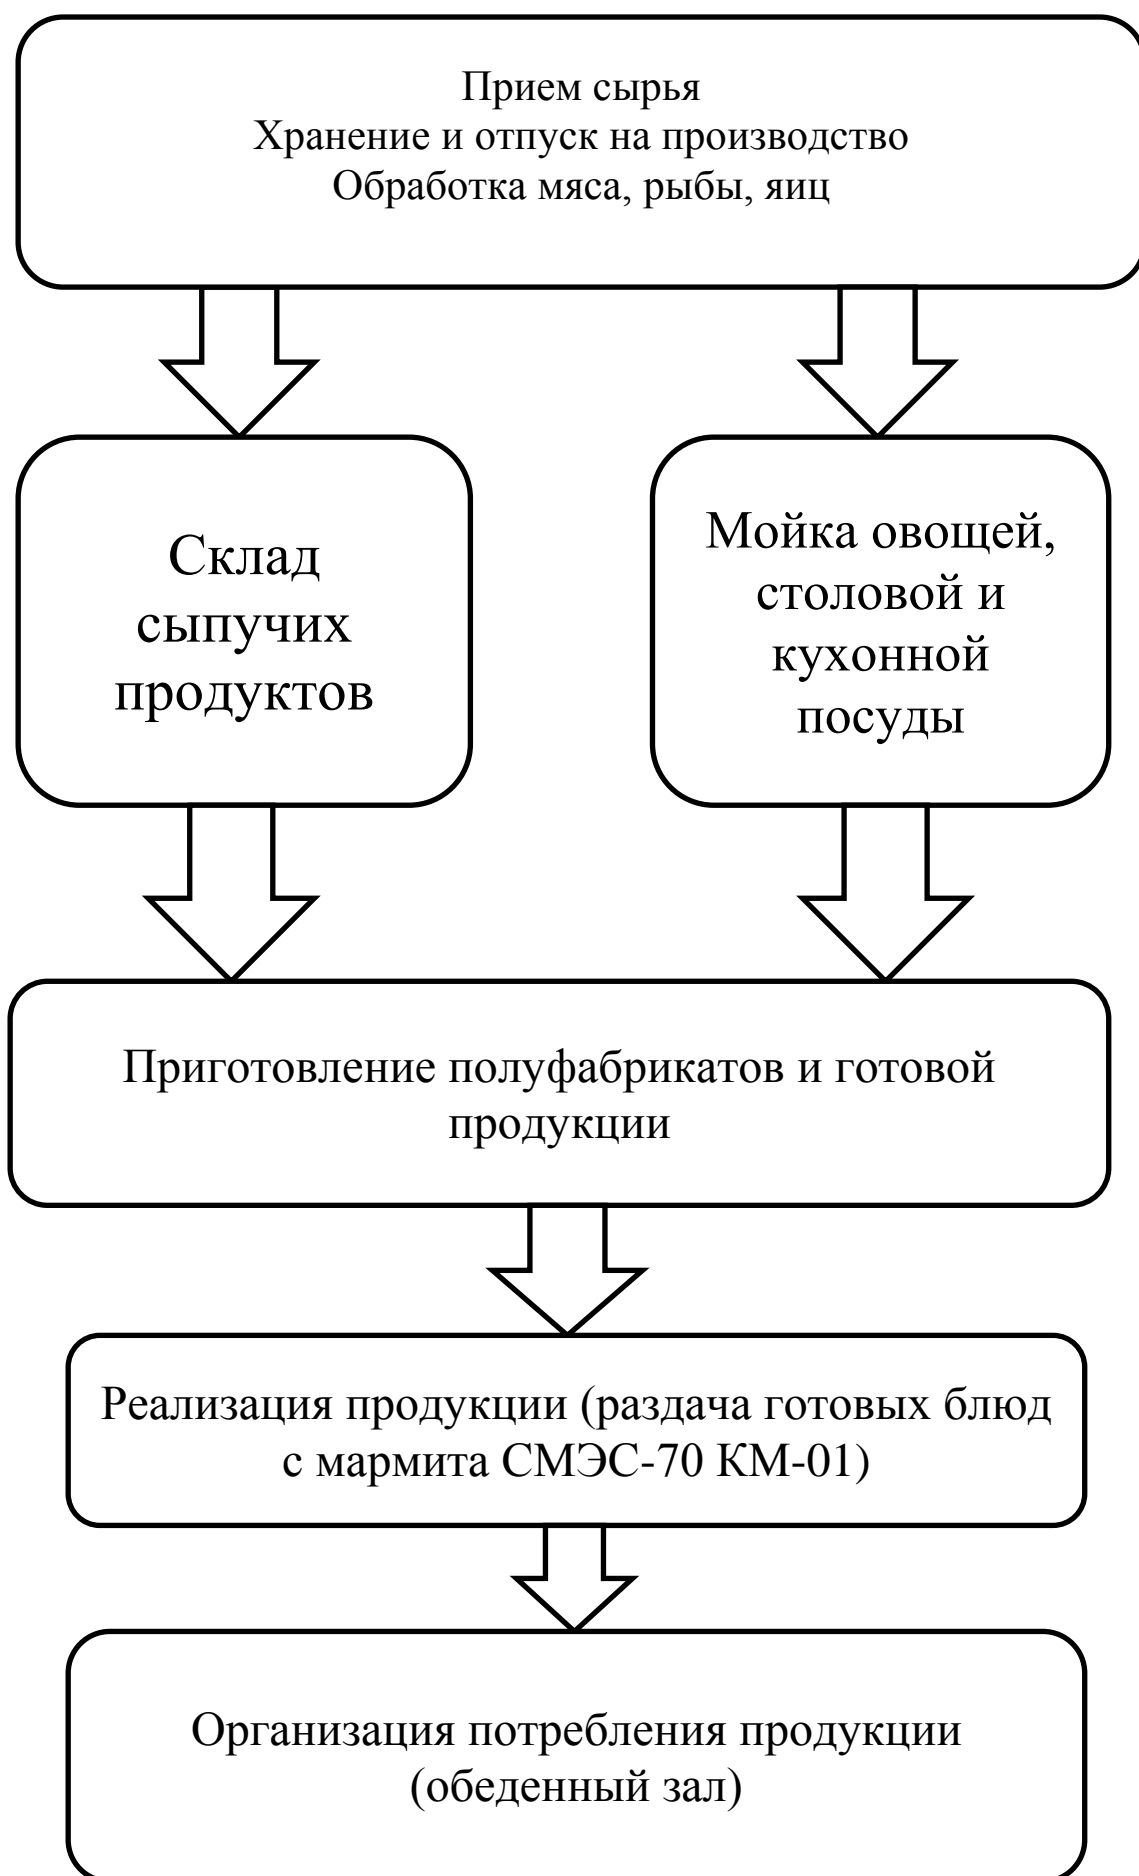 Прием сырья
Хранение и отпуск на производство
Обработка мяса, рыбы, яиц
Склад
сыпучих
продуктов
Мойка овощей,
столовой и
кухонной
посуды
Приготовление полуфабрикатов и готовой
продукции
Реализация продукции (раздача готовых блюд
с мармита СМЭС-70 КМ-01)
Организация потребления продукции
(обеденный зал)